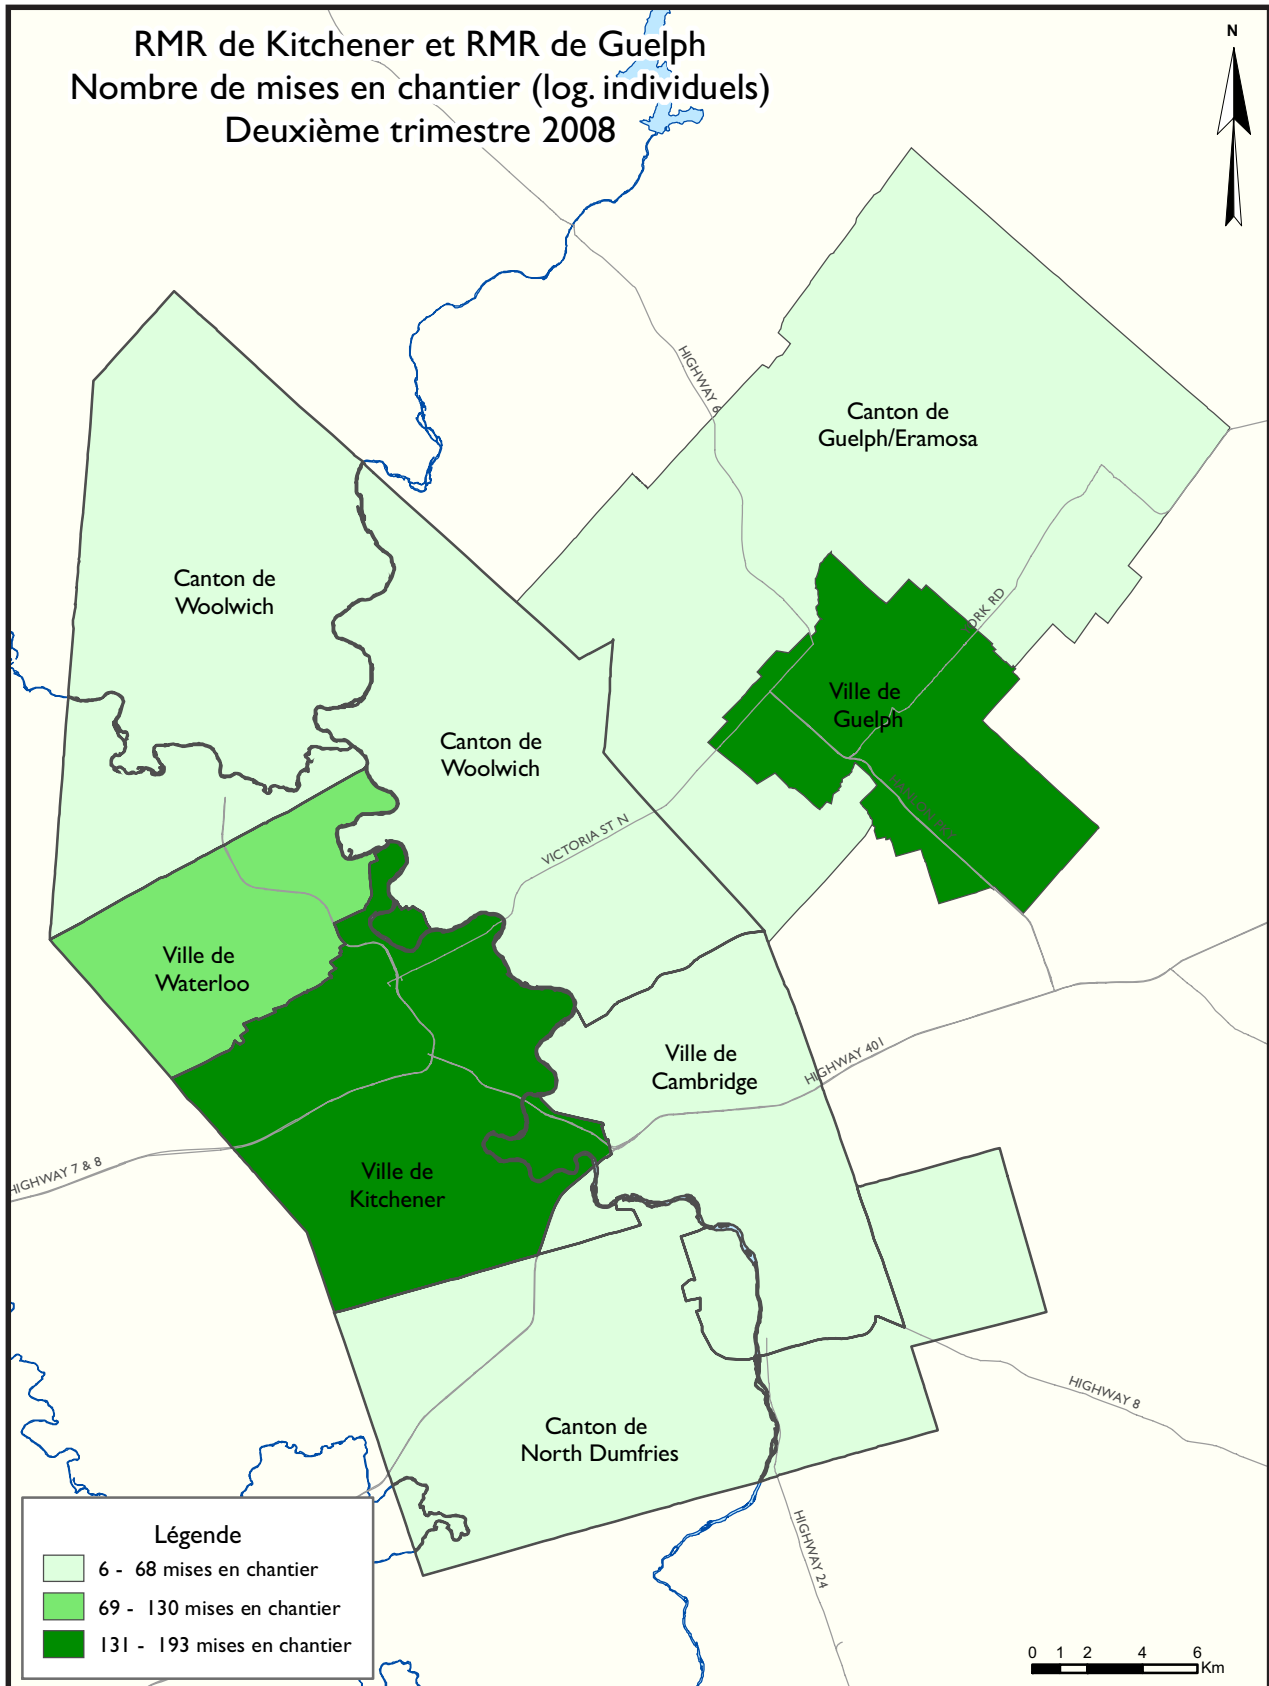 RMR de Kitchener et RMR de Guelph
Nombre de mises en chantier (log. individuels)
Deuxième trimestre 2008
N
HIGHWAY 6
Canton de
Guelph/Eramosa
Canton de
Woolwich
ORK RD
Ville de
Guelph
Canton de
Woolwich
VICTORIA ST N
Ville de
Waterloo
Ville de
Cambridge
HIGHWAY 401
HIGHWAY 7 & 8
Ville de
Kitchener
HIGHWAY 8
Canton de
North Dumfries
HIGHWAY 24
Légende
6 - 68 mises en chantier
69 - 130 mises en chantier
131 - 193 mises en chantier
0 1 2 4 6
Km